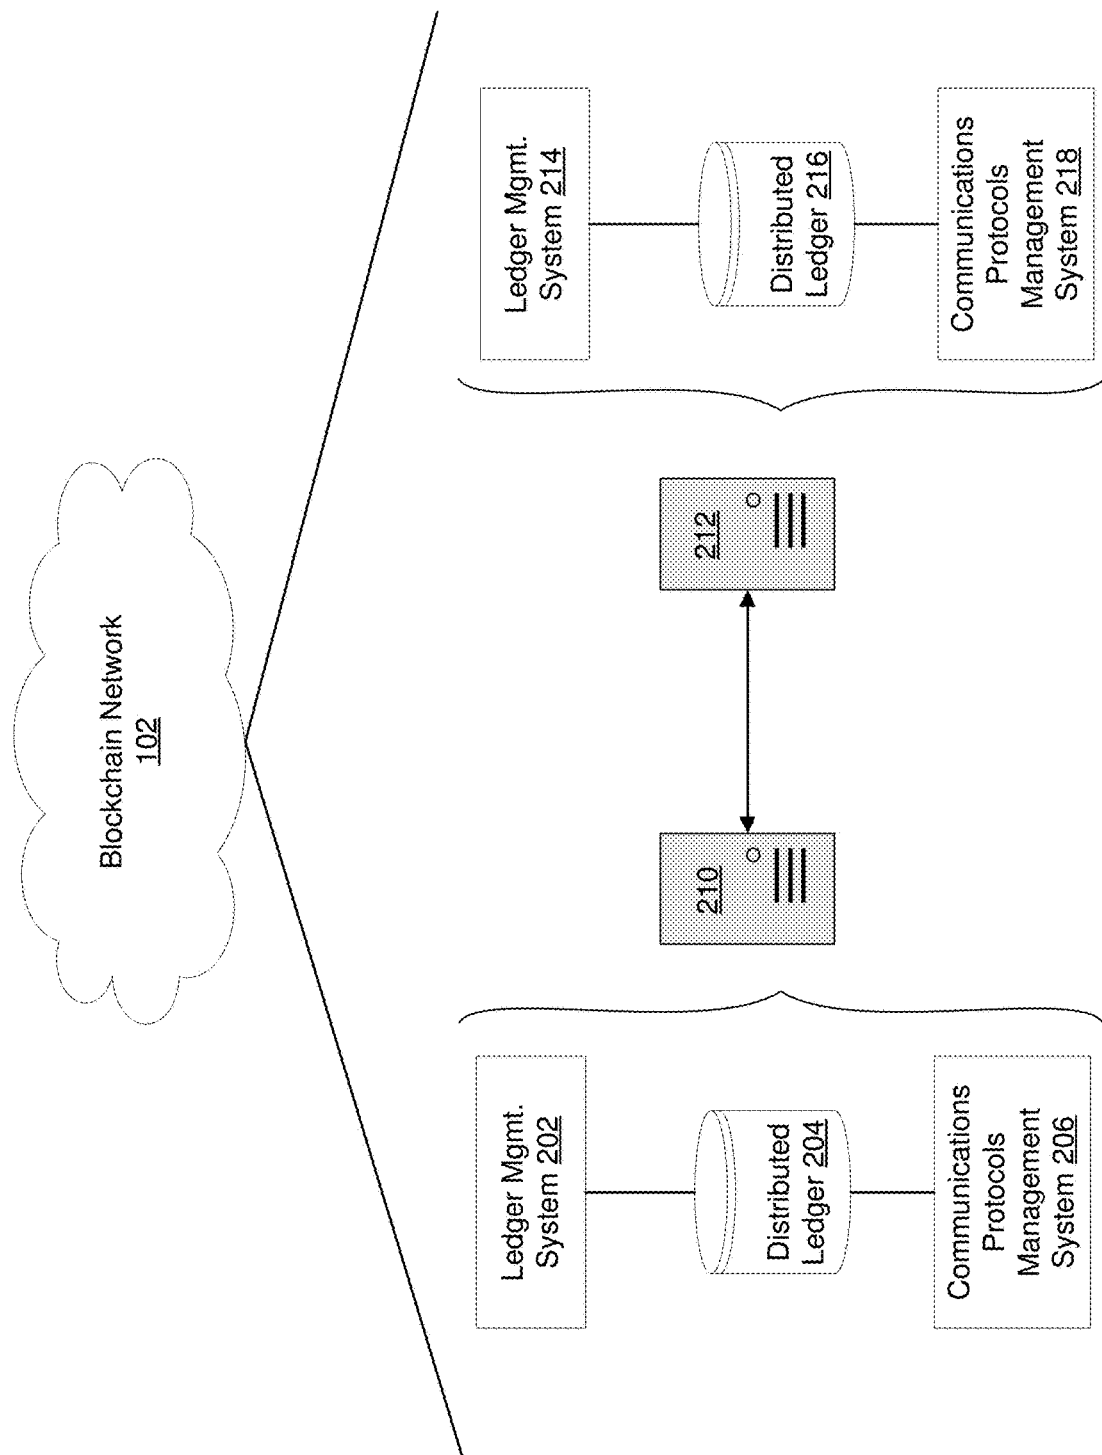 Blockchain Network
102
Ledger Mgmt.
System 202
Distributed
Ledger 204
Communications
Protocols
Management
System 206
210
212
Ledger Mgmt.
System 214
Distributed
Ledger 216
Communications
Protocols
Management
System 218